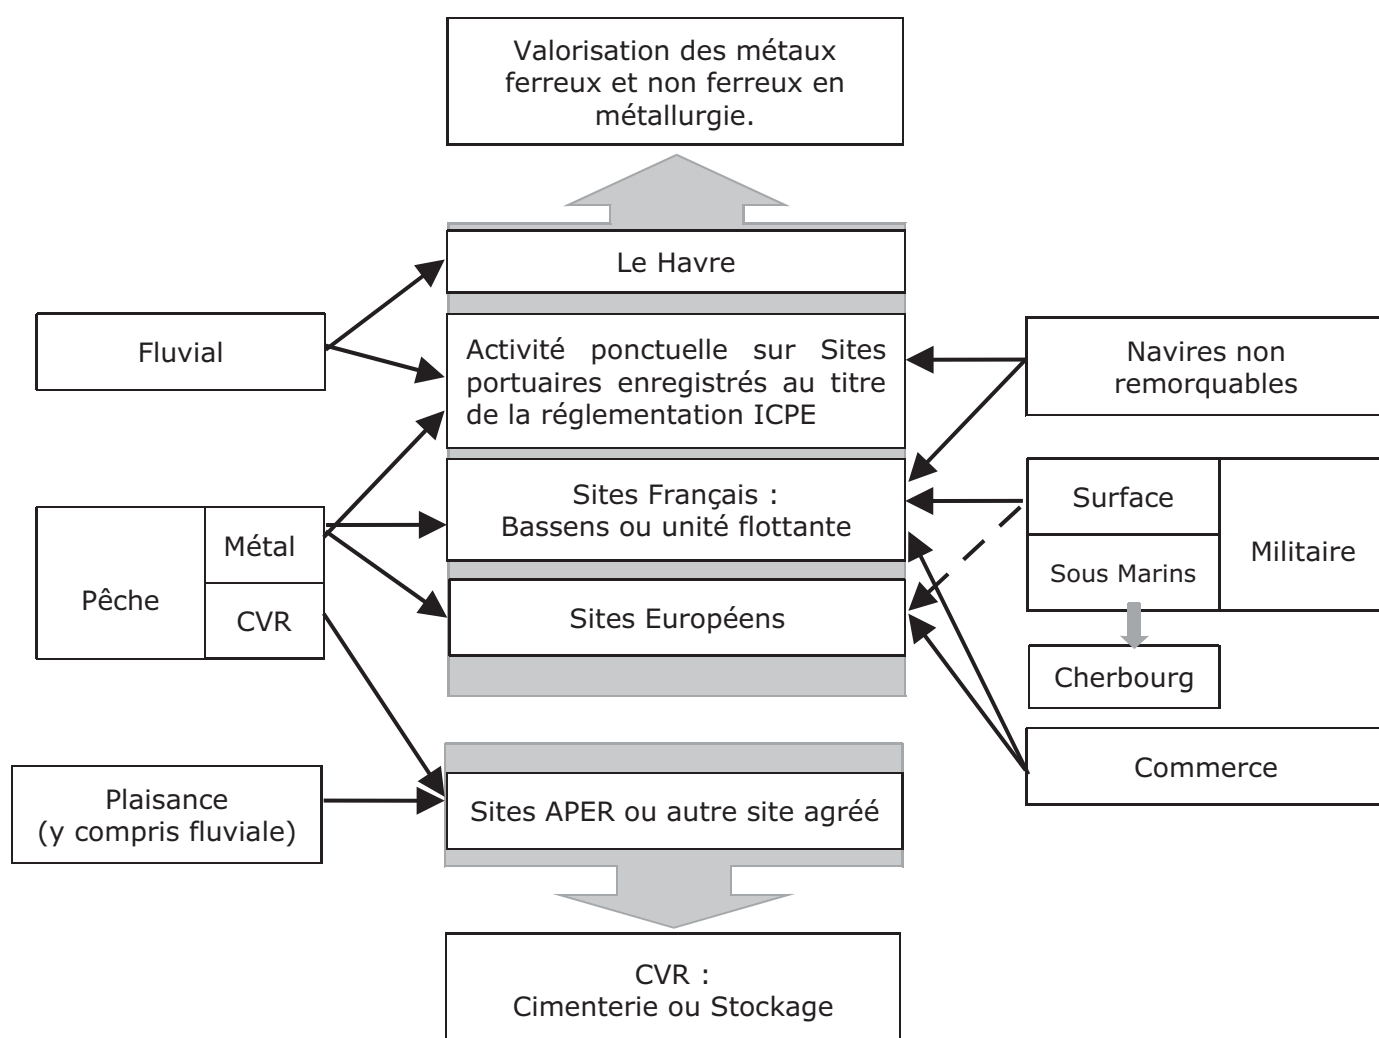 Valorisation des métaux
ferreux et non ferreux en
métallurgie.
Le Havre
Fluvial
Activité ponctuelle sur Sites
portuaires enregistrés au titre
de la réglementation ICPE
Navires non
remorquables
Sites Français :
Bassens ou unité flottante
Surface
Sous Marins
Militaire
Pêche
Métal
CVR
Sites Européens
Cherbourg
Commerce
Plaisance
(y compris fluviale)
Sites APER ou autre site agréé
CVR :
Cimenterie ou Stockage